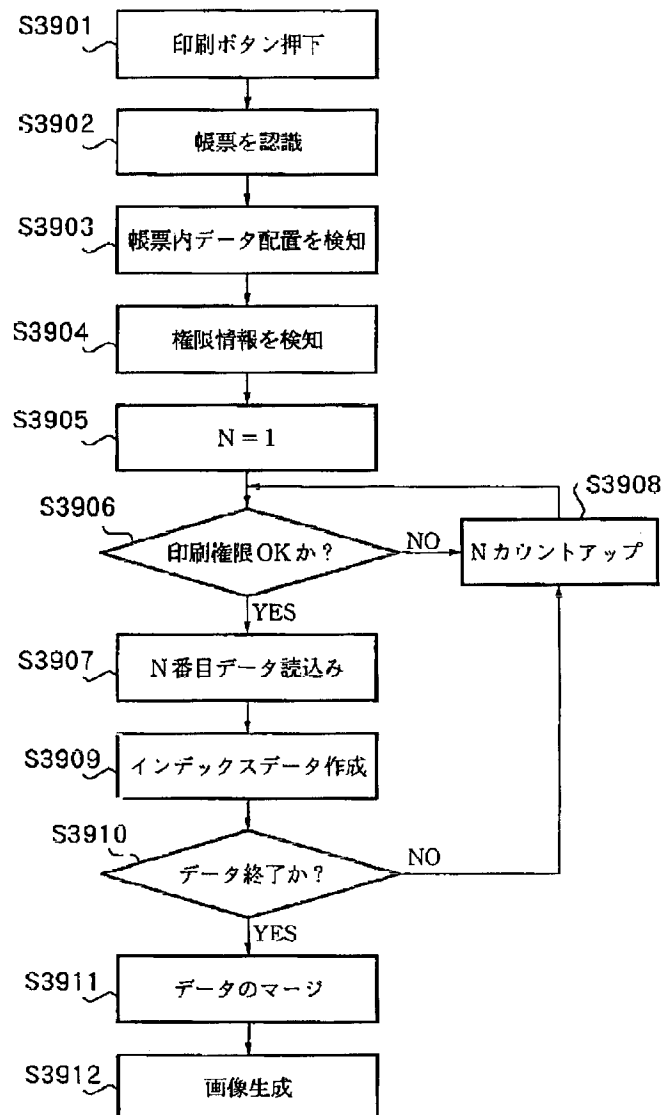 S3901
印刷ボタン押下
S3902
帳票を認識
S3903
帳票内データ配置を検知
S3904
権限情報を検知
S3905
N=1
S3906
印刷権限OKか?
NO
S3908
Nカウントアップ
YES
S3907
N番目データ読込み
S3909
インデックスデータ作成
S3910
データ終了か?
NO
YES
S3911
データのマージ
S3912
画像生成